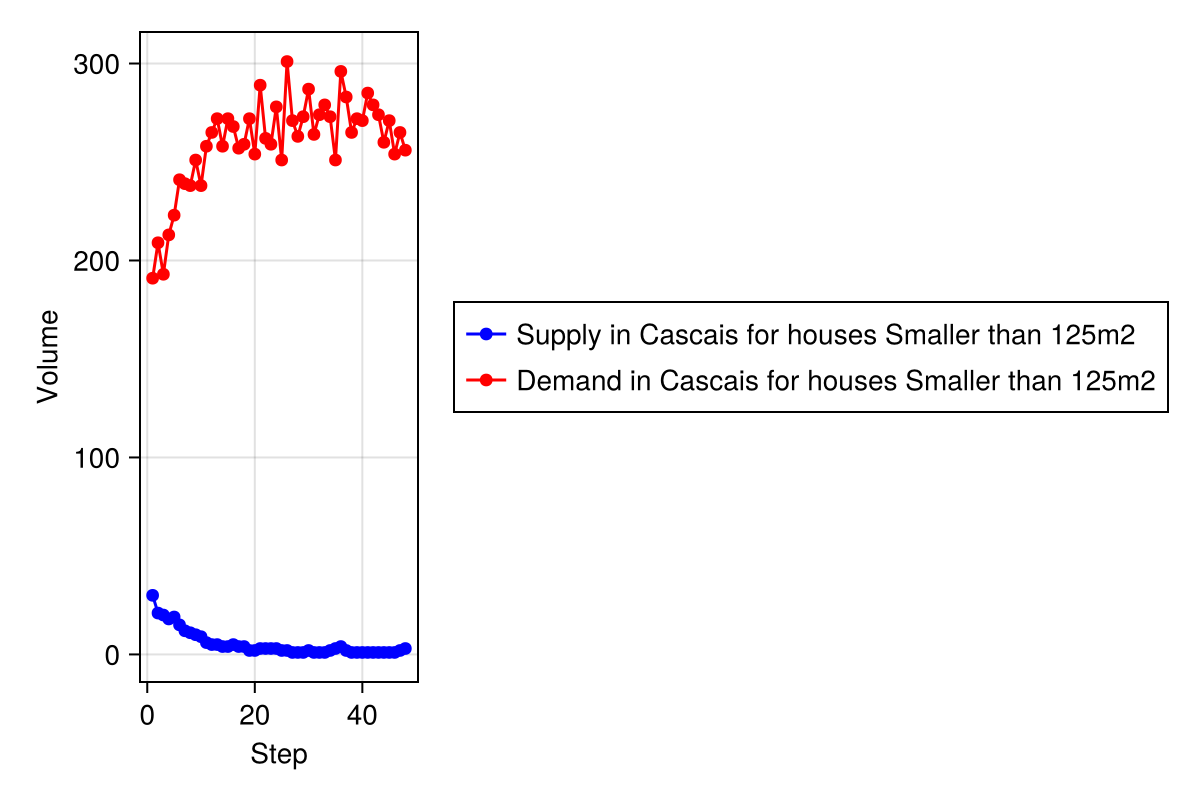 300
200
100
0
Volume
0 20 40
Step
Supply in Cascais for houses Smaller than 125m2
Demand in Cascais for houses Smaller than 125m2